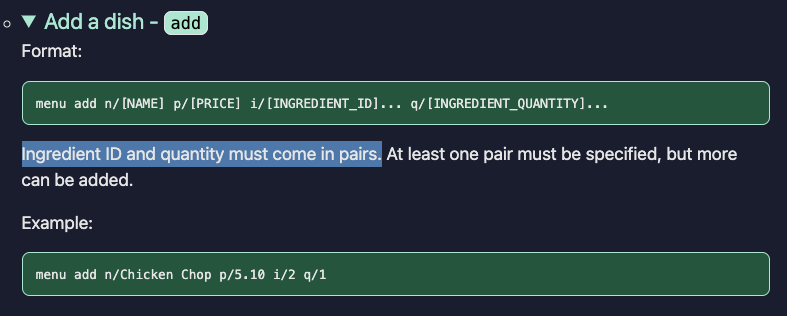 Add a dish - add
Format:
menu add n/[NAME] p/[PRICE] i/[INGREDIENT_ID]... q/[INGREDIENT_QUANTITY]...
Ingredient ID and quantity must come in pairs. At least one pair must be specified, but more
can be added.
Example:
menu add n/Chicken Chop p/5.10 i/2 q/1